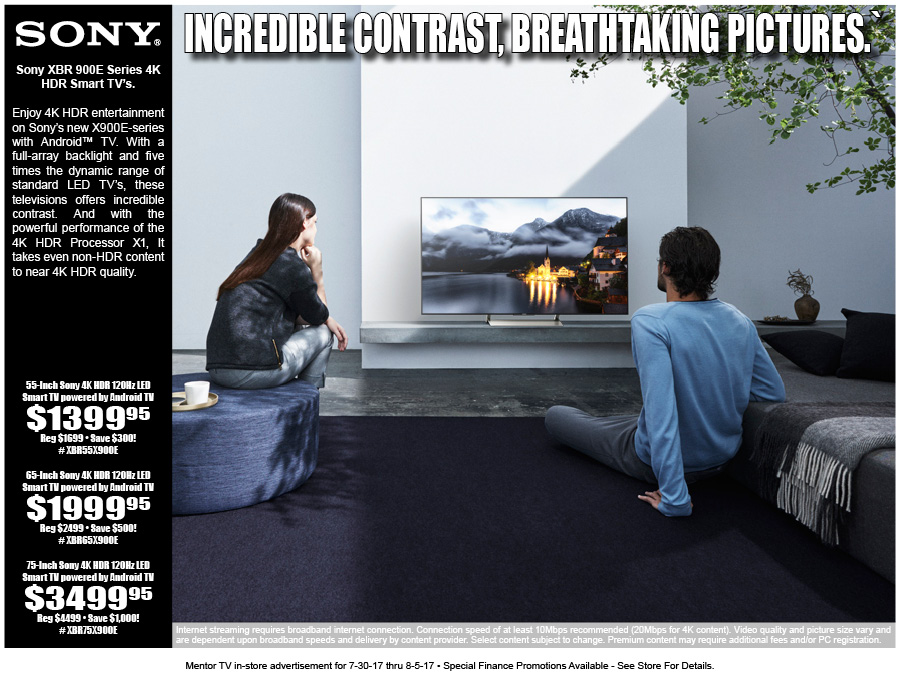 SONY®
INCREDIBLE CONTRAST, BREATHTAKING PICTURES.`
Sony XBR 900E Series 4K
HDR Smart TV's.
Enjoy 4K HDR entertainment
on Sony's new X900E-series
with Android™ TV. With a
full-array backlight and five
times the dynamic range of
standard LED TV's, these
televisions offers incredible
contrast. And with the
powerful performance of the
4K HDR Processor X1, It
takes even non-HDR content
to near 4K HDR quality.
55-Inch Sony 4K HDR 120Hz LED
Smart TV powered by Android TV
$139995
Reg $1699 • Save $300!
# XBR55X900E
65-Inch Sony 4K HDR 120Hz LED
Smart TV powered by Android TV
$199995
Reg $2499 • Save $500!
# XBR65X900E
75-Inch Sony 4K HDR 120Hz LED
Smart TV powered by Android TV
$349995
Reg $4499 • Save $1,000!
# XBR75X900E
Internet streaming requires broadband internet connection. Connection speed of at least 10Mbps recommended (20Mbps for 4K content). Video quality and picture size vary and
are dependent upon broadband speeds and delivery by content provider. Select content subject to change. Premium content may require additional fees and/or PC registration.
Mentor TV in-store advertisement for 7-30-17 thru 8-5-17 • Special Finance Promotions Available - See Store For Details.